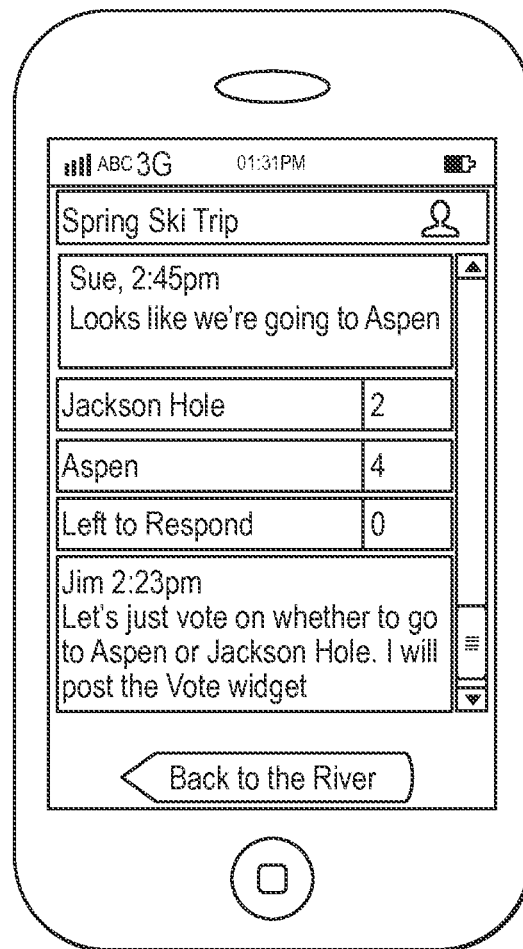 ABC 3G 01:31PM
Spring Ski Trip
Sue, 2:45pm
Looks like we're going to Aspen
Jackson Hole 2
Aspen 4
Left to Respond 0
Jim 2:23pm
Let's just vote on whether to go
to Aspen or Jackson Hole. I will
post the Vote widget
Back to the River